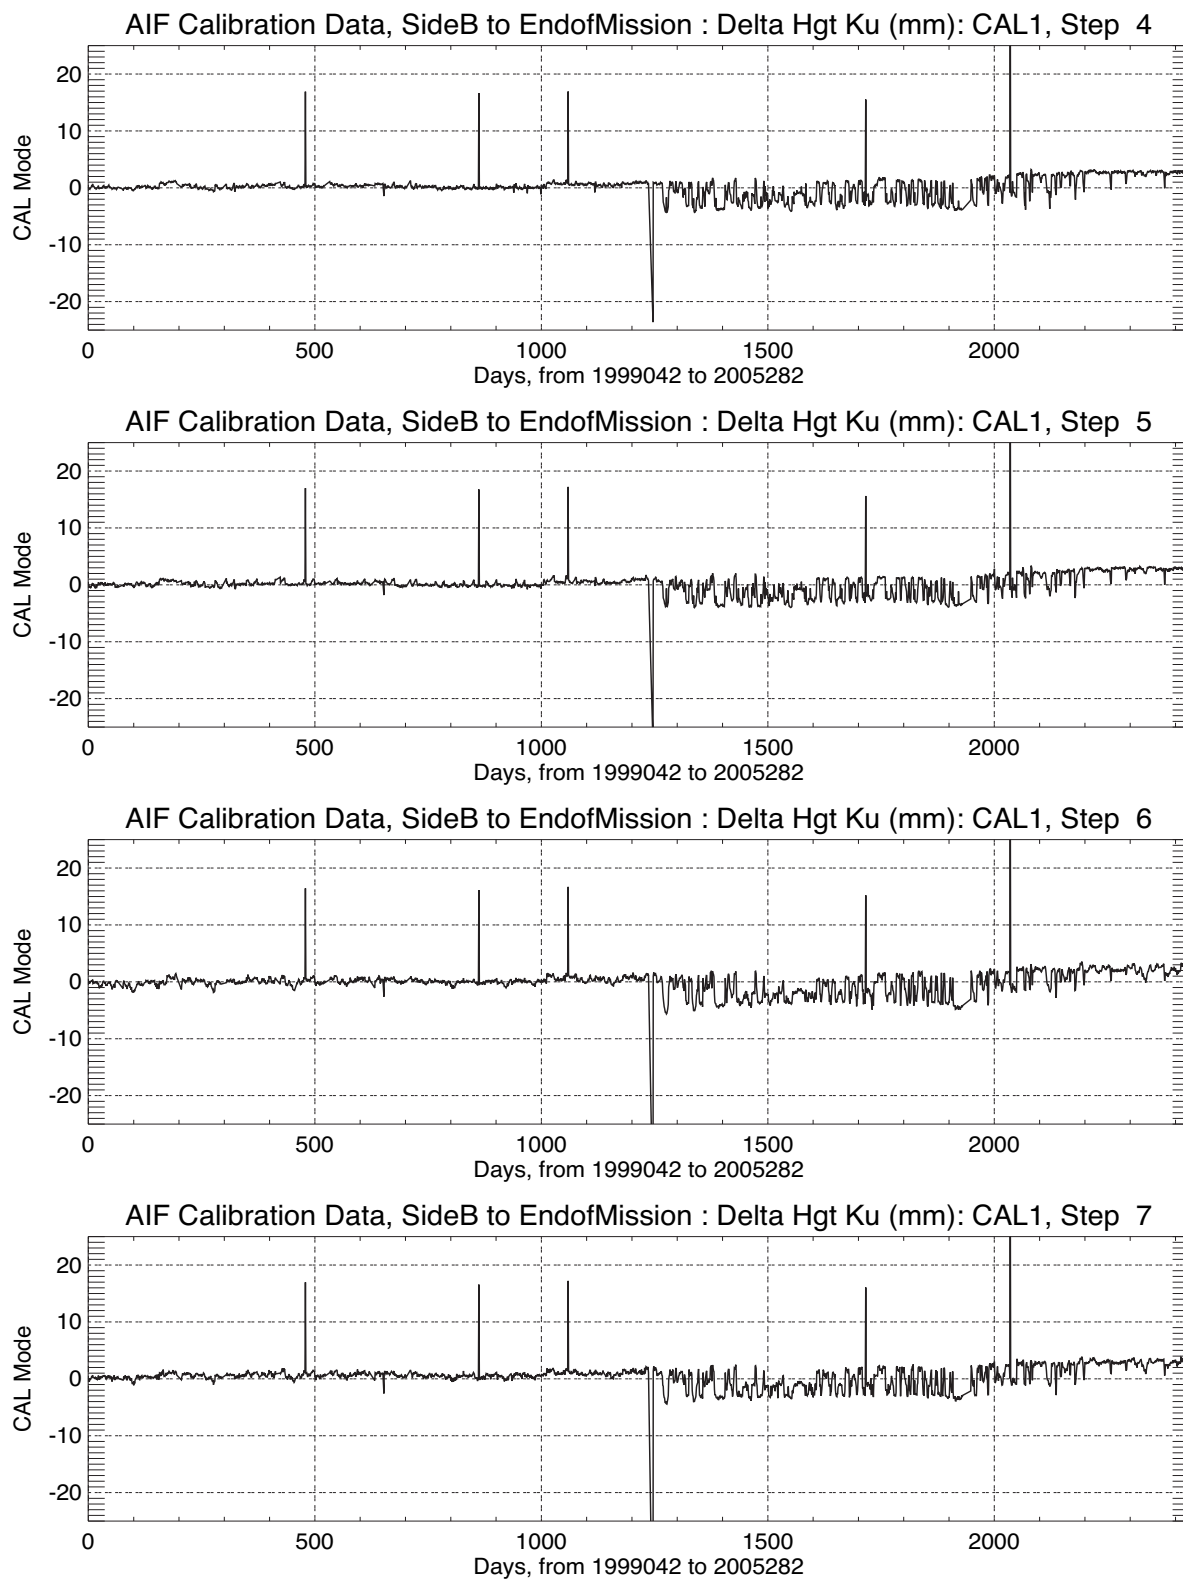 AIF Calibration Data, SideB to EndofMission : Delta Hgt Ku (mm): CAL1, Step 4
20
10
0
-10
-20
CAL Mode
0 500 1000 1500 2000
Days, from 1999042 to 2005282
AIF Calibration Data, SideB to EndofMission : Delta Hgt Ku (mm): CAL1, Step 5
20
10
0
-10
-20
CAL Mode
0 500 1000 1500 2000
Days, from 1999042 to 2005282
AIF Calibration Data, SideB to EndofMission : Delta Hgt Ku (mm): CAL1, Step 6
20
10
0
-10
-20
CAL Mode
0 500 1000 1500 2000
Days, from 1999042 to 2005282
AIF Calibration Data, SideB to EndofMission : Delta Hgt Ku (mm): CAL1, Step 7
20
10
0
-10
-20
CAL Mode
0 500 1000 1500 2000
Days, from 1999042 to 2005282